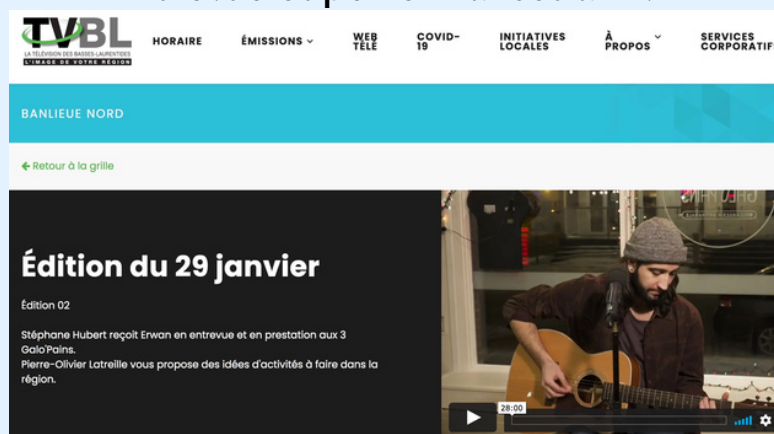 TVBL
LA TÉLÉVISION DES BASSES-LAURENTIDES
L'IMAGE DE VOTRE RÉGION
HORAIRE
ÉMISSIONS
WEB
TÉLÉ
COVID-
19
INITIATIVES
LOCALES
À
PROPOS
SERVICES
CORPORATIF
BANLIEUE NORD
← Retour à la grille
Édition du 29 janvier
Édition 02
Stéphane Hubert reçoit Erwan en entrevue et en prestation aux 3
Galo'Pains.
Pierre-Olivier Latreille vous propose des idées d'activités à faire dans la
région.
28:00